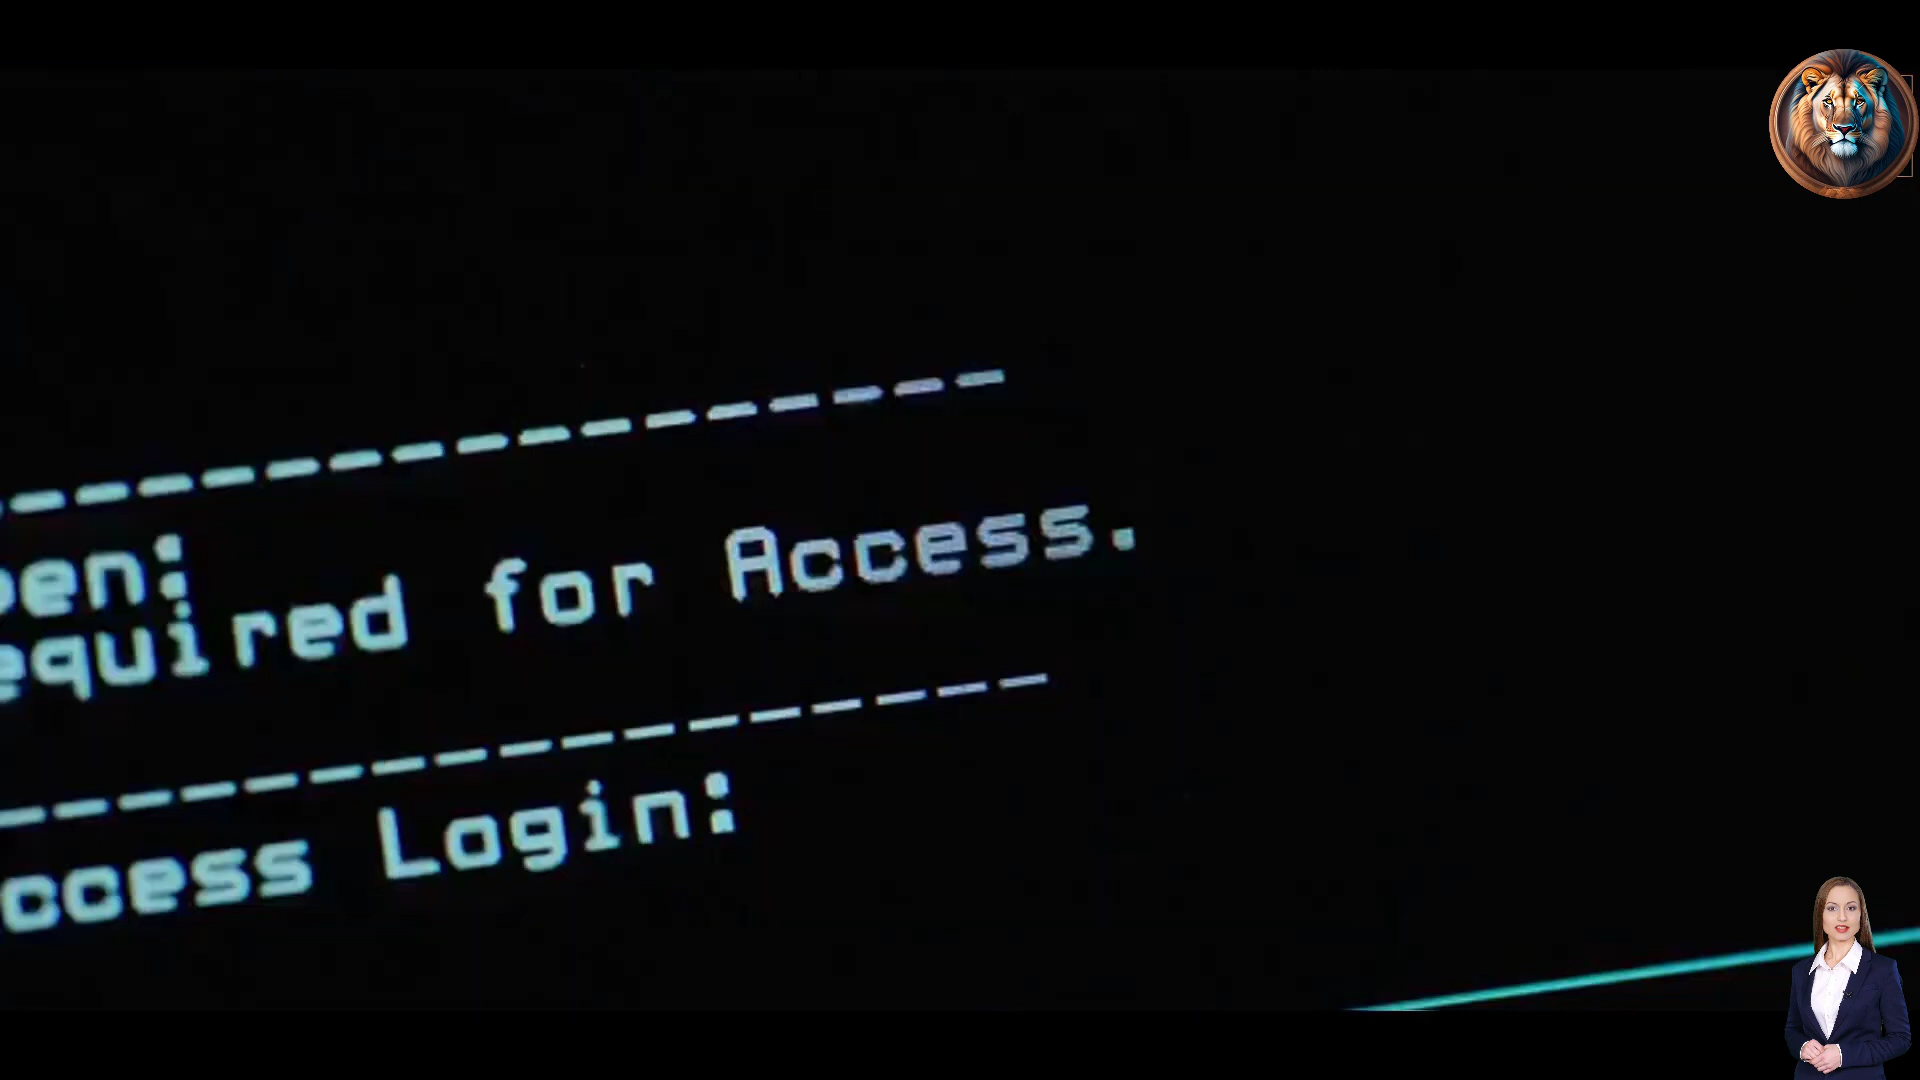 ---------------
pen:
equired for Access.
---------------
ccess Login: